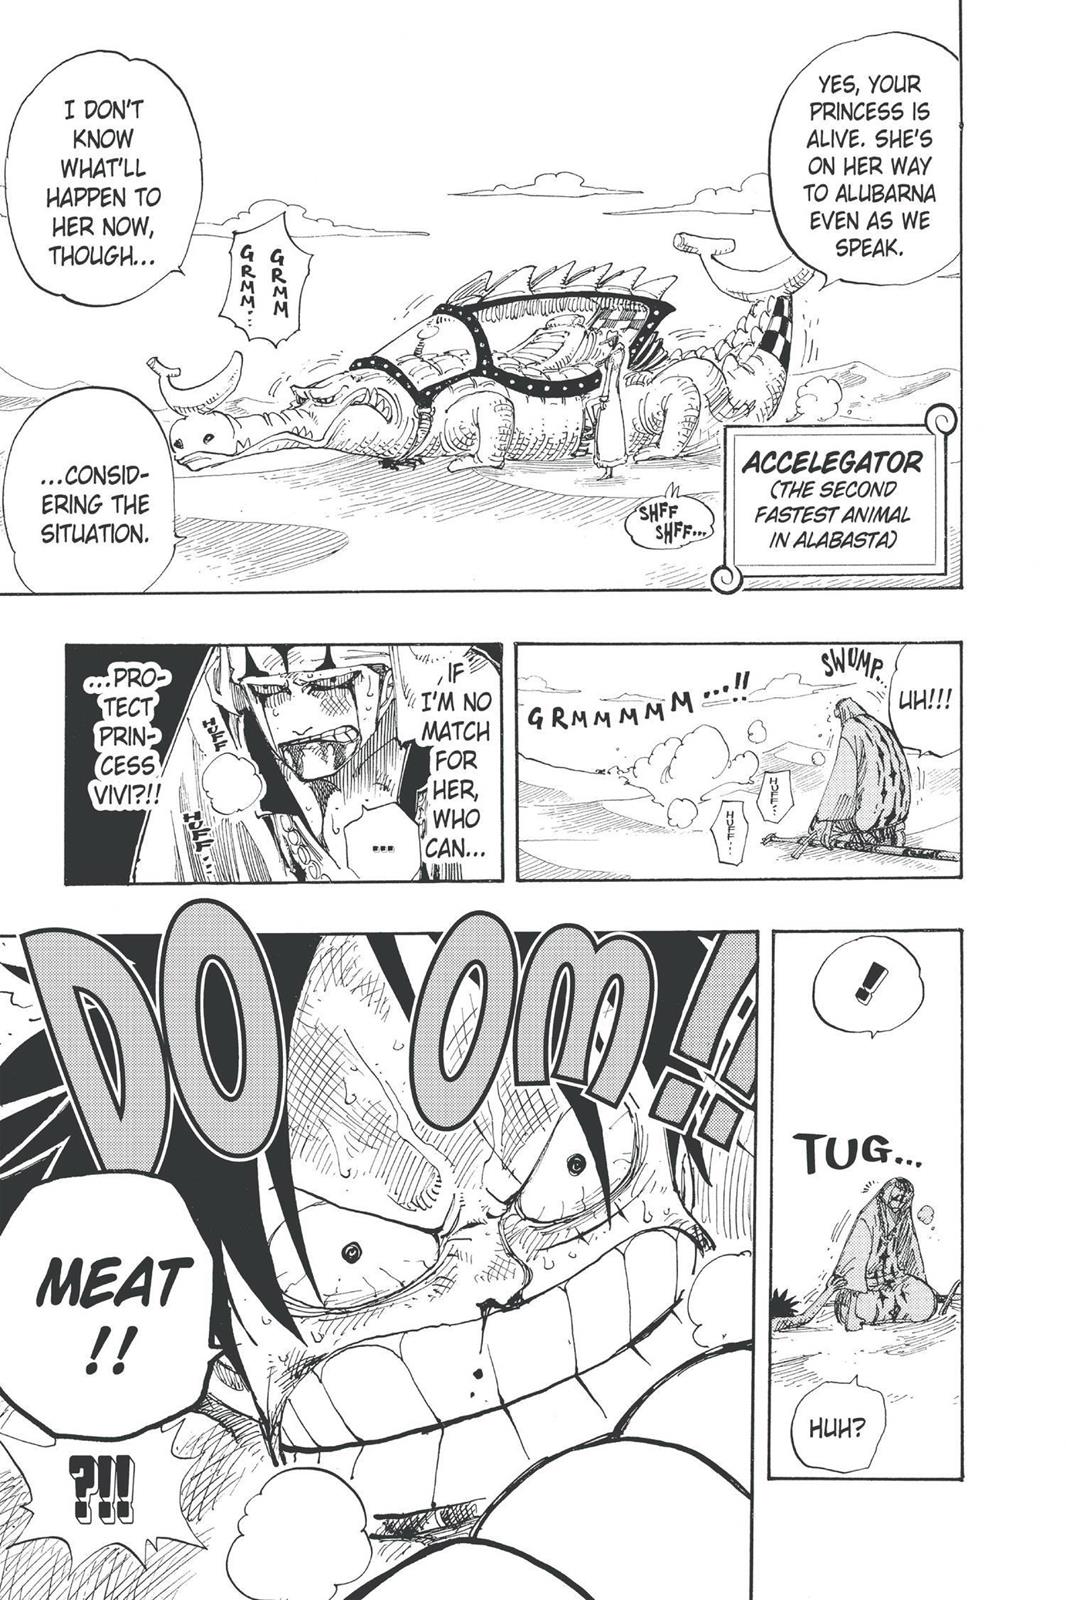 YES, YOUR
PRINCESS IS
ALIVE. SHE'S
ON HER WAY
TO ALUBARNA
EVEN AS WE
SPEAK.
I DON'T
KNOW
WHAT'LL
HAPPEN TO
HER NOW,
THOUGH...
GRMM
GRMM...
...CONSID-
ERING THE
SITUATION.
SHFF
SHFF...
ACCELEGATOR
(THE SECOND
FASTEST ANIMAL
IN ALABASTA)
UH!!!
SWUMP...
GRMMMMM...!!
HUFF...
HUFF...
IF
I'M NO
MATCH
FOR
HER,
WHO
CAN...
...
...PRO-
TECT
PRIN-
CESS
VIVI?!!
HUFF
HUFF...
!
TUG...
HUH?
DOOM!!
MEAT
!!
?!!